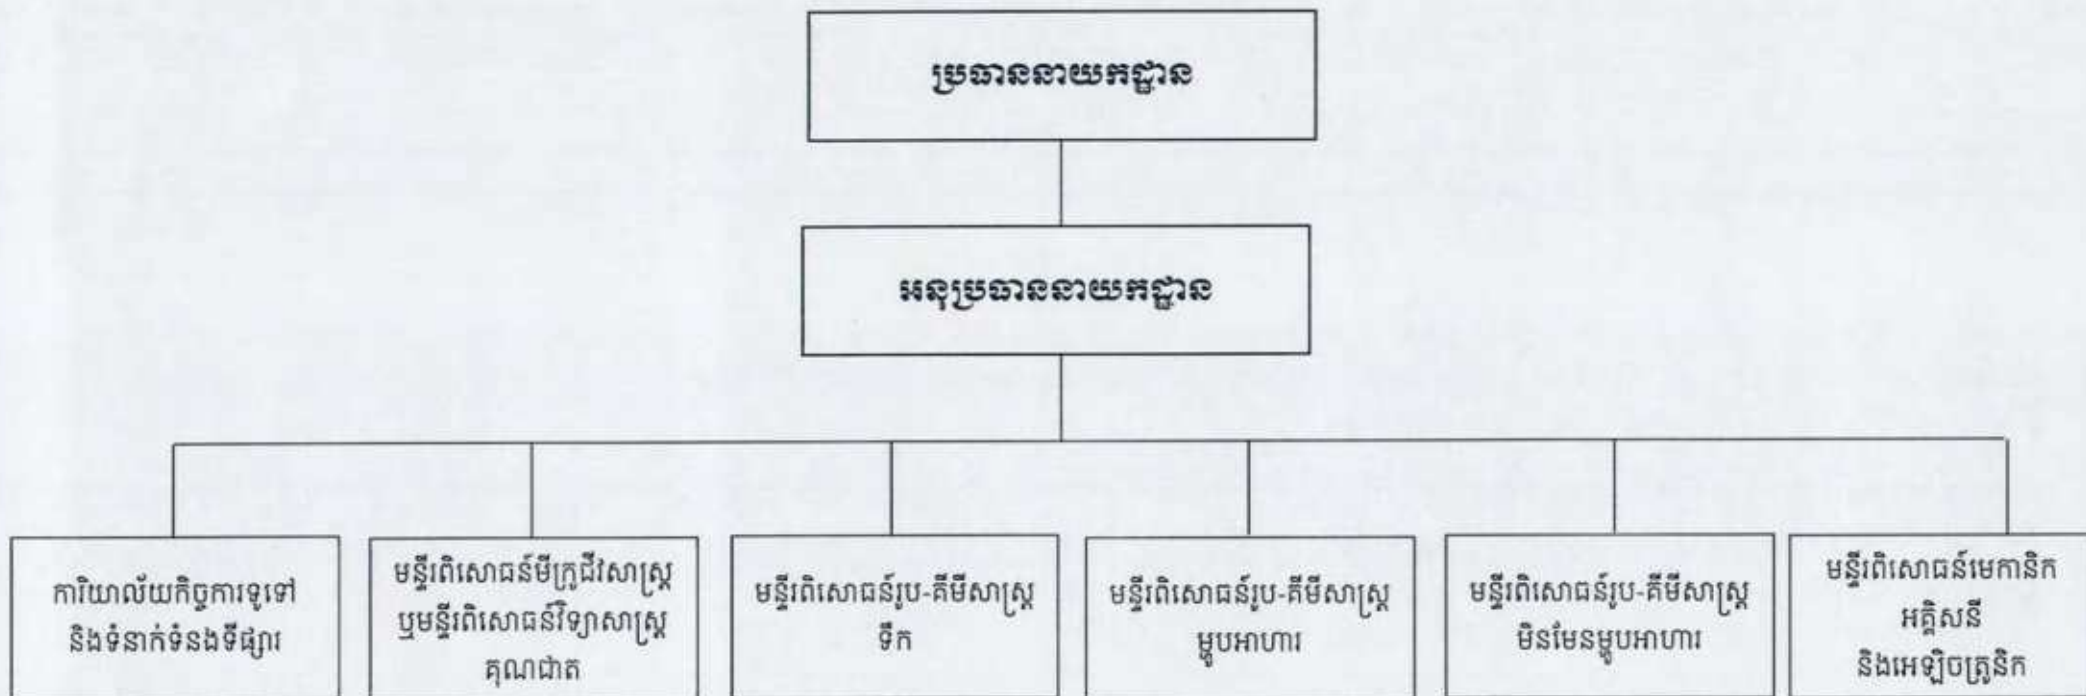 ប្រធាននាយកដ្ឋាន
អនុប្រធាននាយកដ្ឋាន
ការិយាល័យកិច្ចការទូទៅ
និងទំនាក់ទំនងទីផ្សារ
មន្ទីរពិសោធន៍មីក្រូជីវសាស្ត្រ
ឬមន្ទីរពិសោធន៍វិទ្យាសាស្ត្រ
គុណជាត
មន្ទីរពិសោធន៍រូប-គីមីសាស្ត្រ
ទឹក
មន្ទីរពិសោធន៍រូប-គីមីសាស្ត្រ
ម្ហូបអាហារ
មន្ទីរពិសោធន៍រូប-គីមីសាស្ត្រ
មិនមែនម្ហូបអាហារ
មន្ទីរពិសោធន៍មេកានិក
អគ្គិសនី
និងអេឡិចត្រូនិក